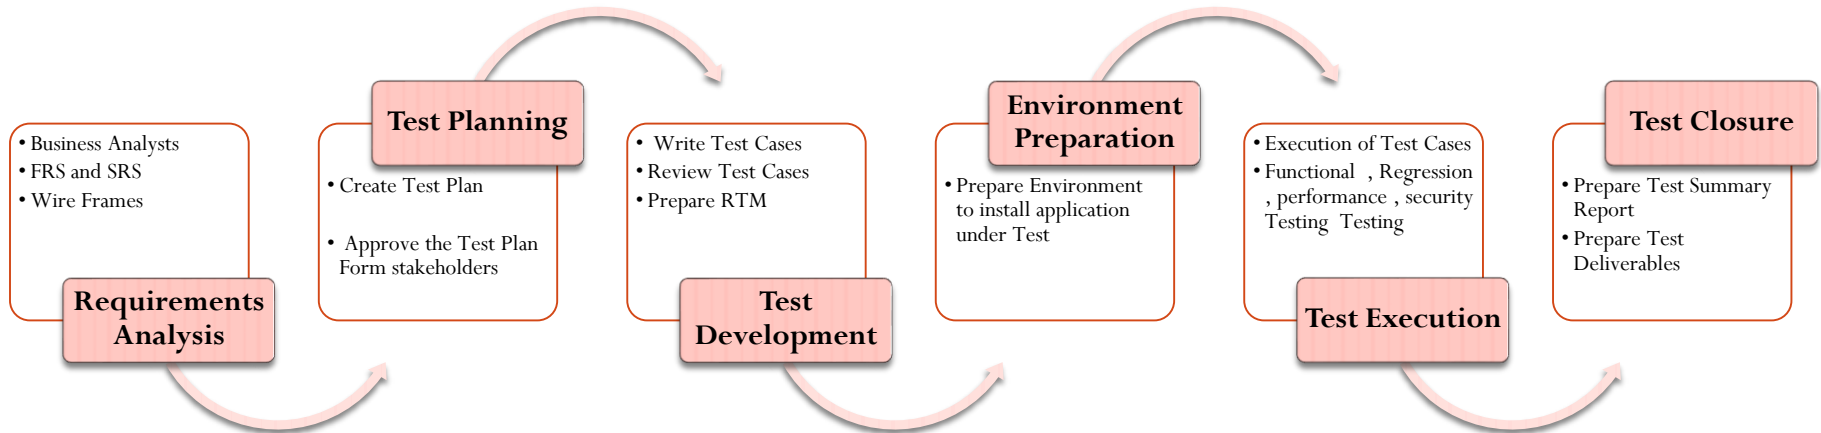 • Business Analysts
• FRS and SRS
• Wire Frames
Requirements
Analysis
Test Planning
• Create Test Plan
• Approve the Test Plan
Form stakeholders
• Write Test Cases
• Review Test Cases
• Prepare RTM
Test
Development
Environment
Preparation
• Prepare Environment
to install application
under Test
• Execution of Test Cases
• Functional , Regression
, performance , security
Testing Testing
Test Execution
Test Closure
• Prepare Test Summary
Report
• Prepare Test
Deliverables